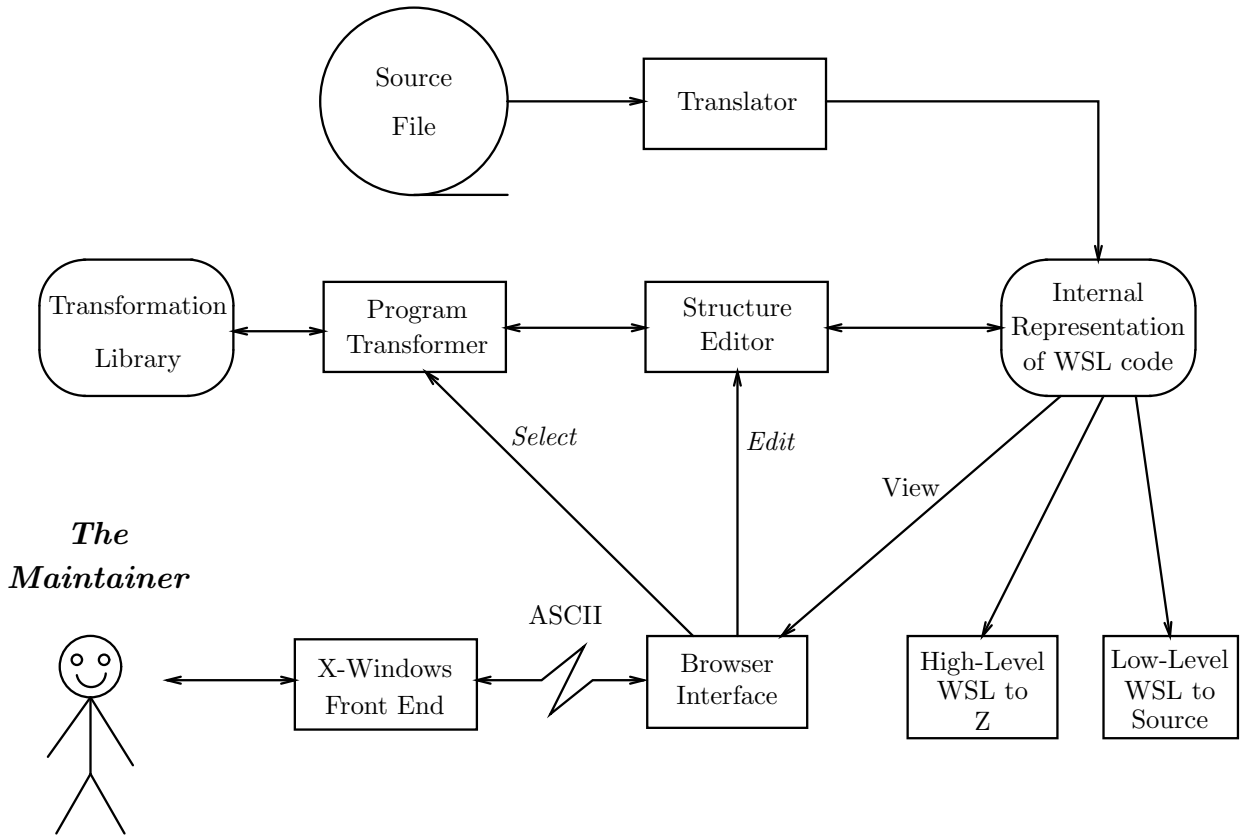 Source
File
Translator
Transformation
Library
Program
Transformer
Structure
Editor
Internal
Representation
of WSL code
Select
Edit
View
The
Maintainer
ASCII
X-Windows
Front End
Browser
Interface
High-Level
WSL to
Z
Low-Level
WSL to
Source